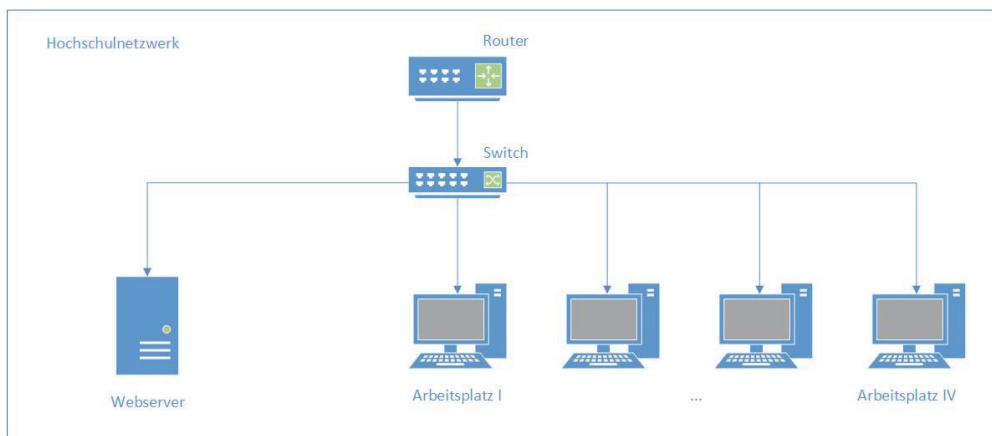 Hochschulnetzwerk
Router
Switch
Webserver
Arbeitsplatz I
...
Arbeitsplatz IV